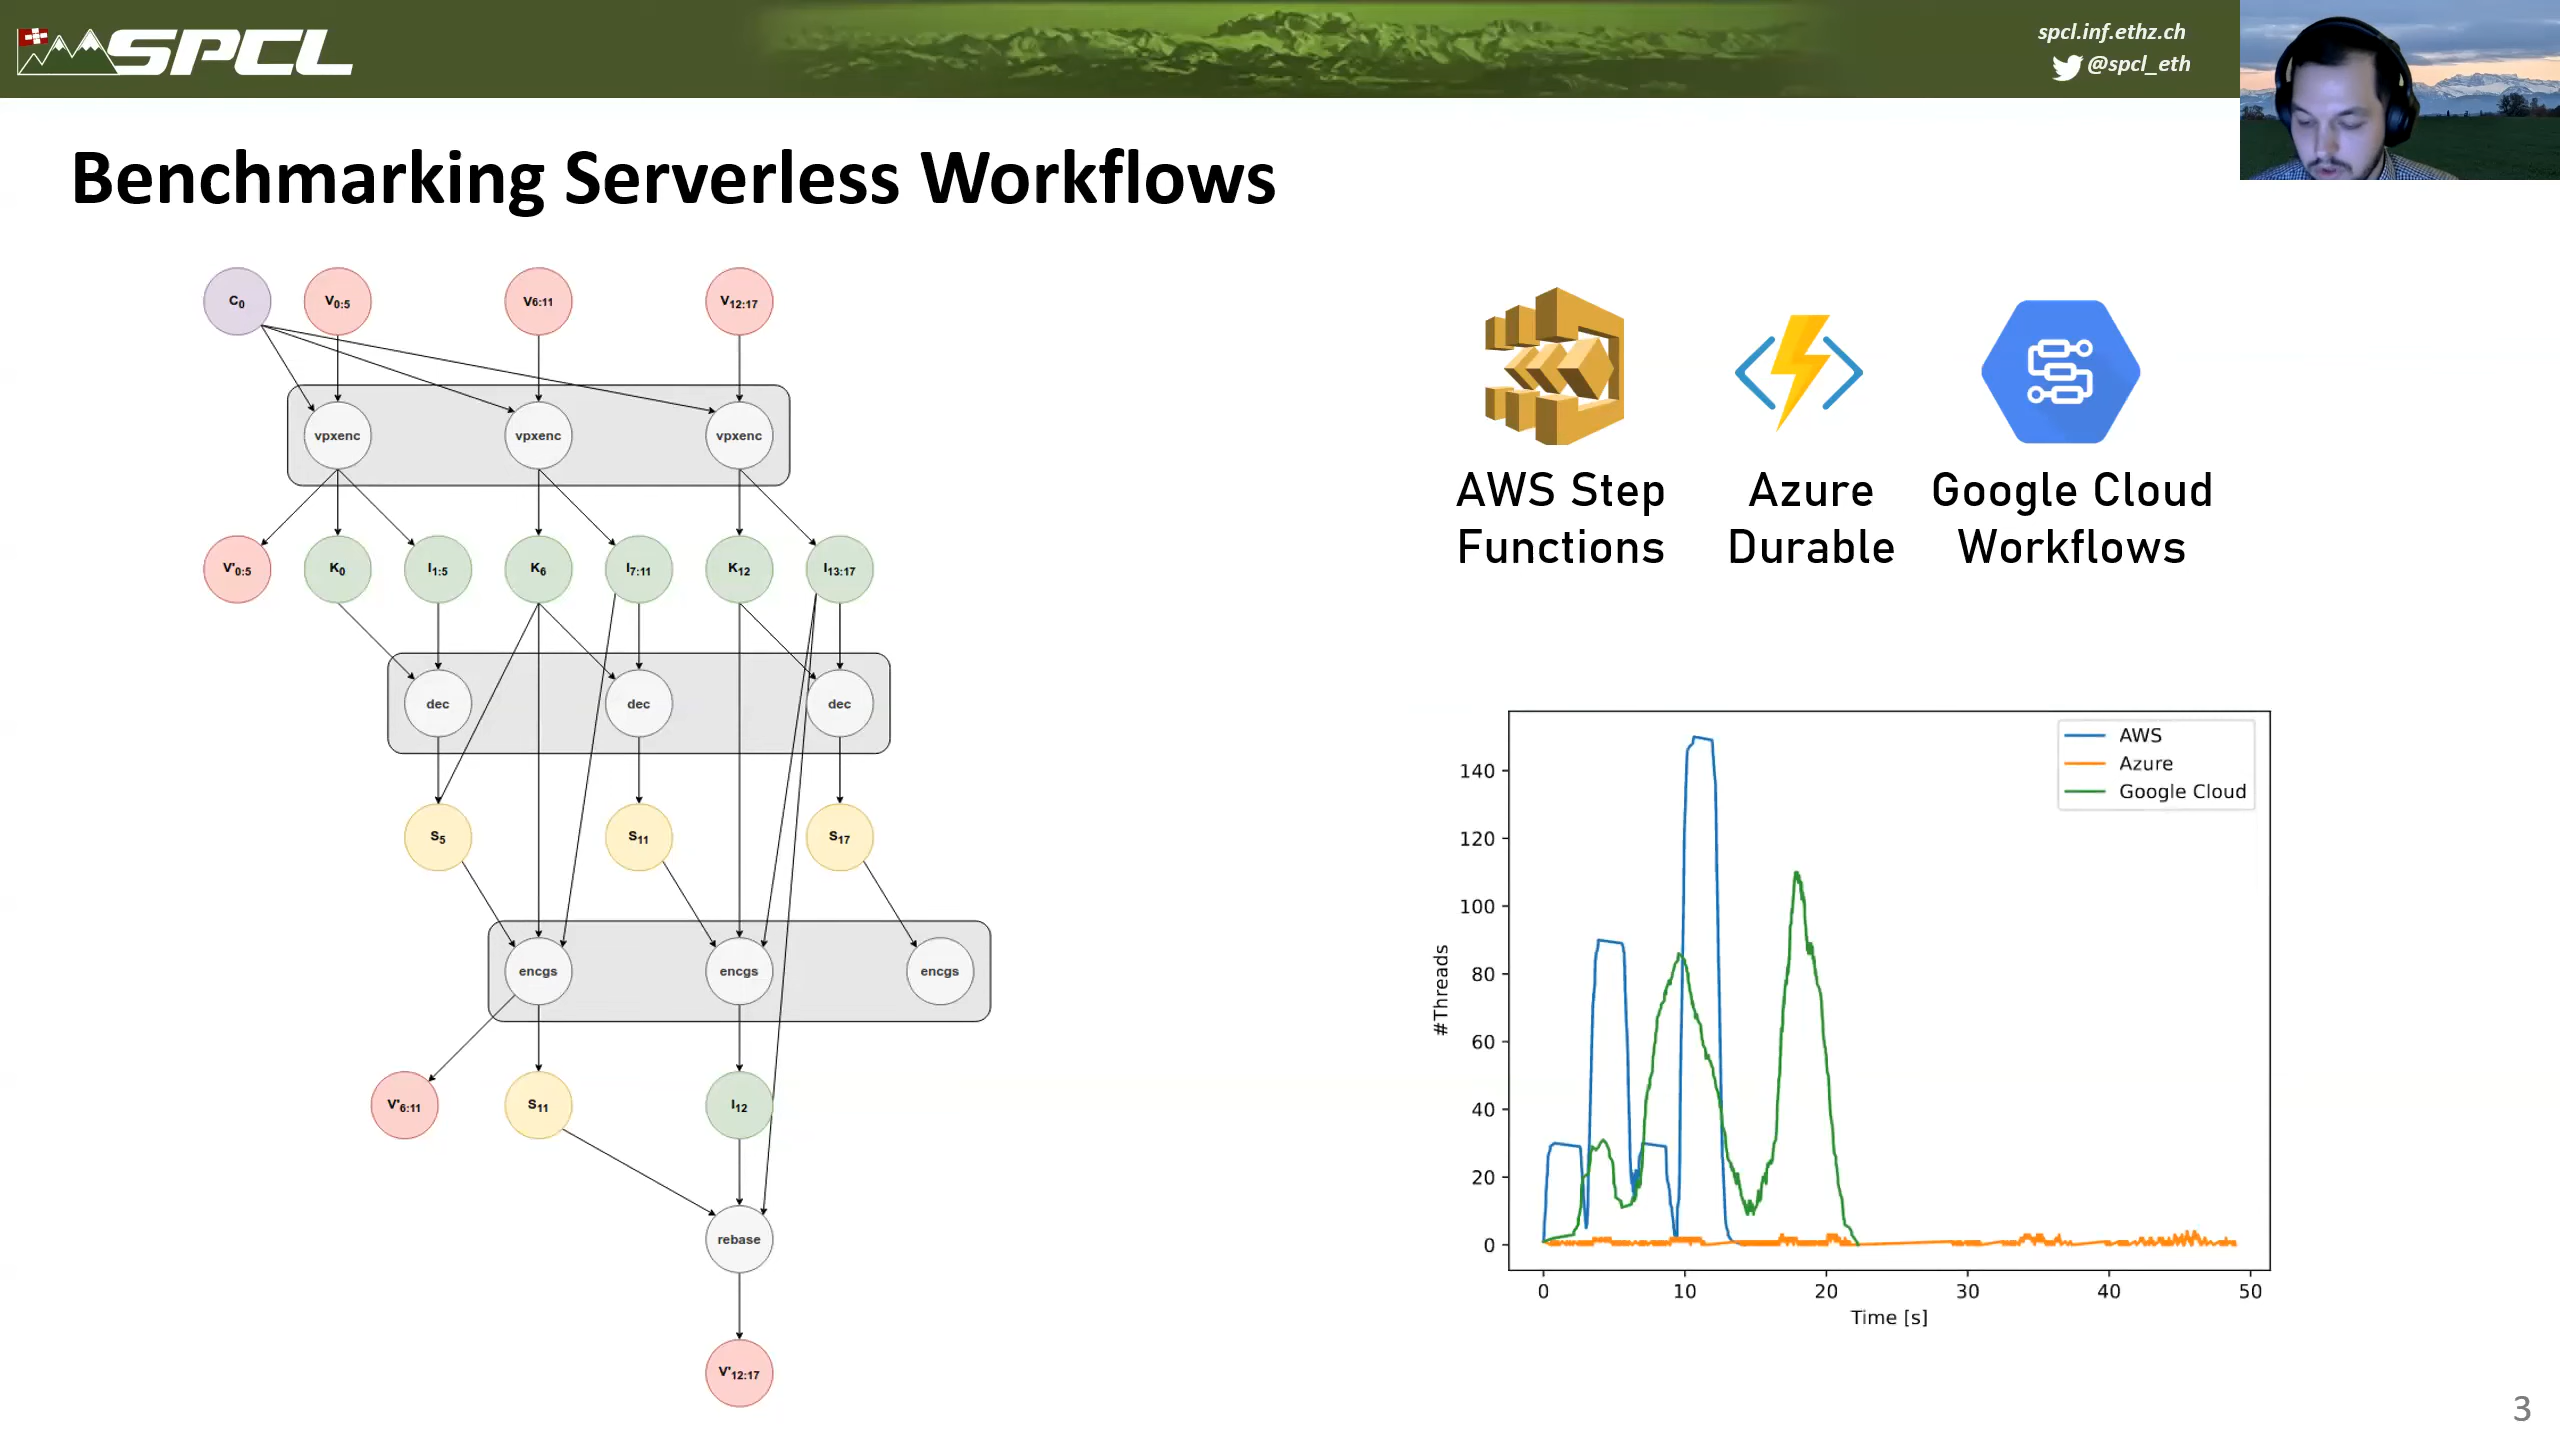 SPCL
spcl.inf.ethz.ch
@spcl_eth
Benchmarking Serverless Workflows
C0 V0:5 V6:11 V12:17
vpxenc vpxenc vpxenc
V'0:5 K0 I1:5 K6 I7:11 K12 I13:17
dec dec dec
S5 S11 S17
encgs encgs encgs
V'6:11 S11 I12
rebase
V'12:17
AWS Step Functions
Azure Durable
Google Cloud Workflows
AWS
Azure
Google Cloud
140
120
100
80
60
40
20
0
#Threads
0 10 20 30 40 50
Time [s]
3